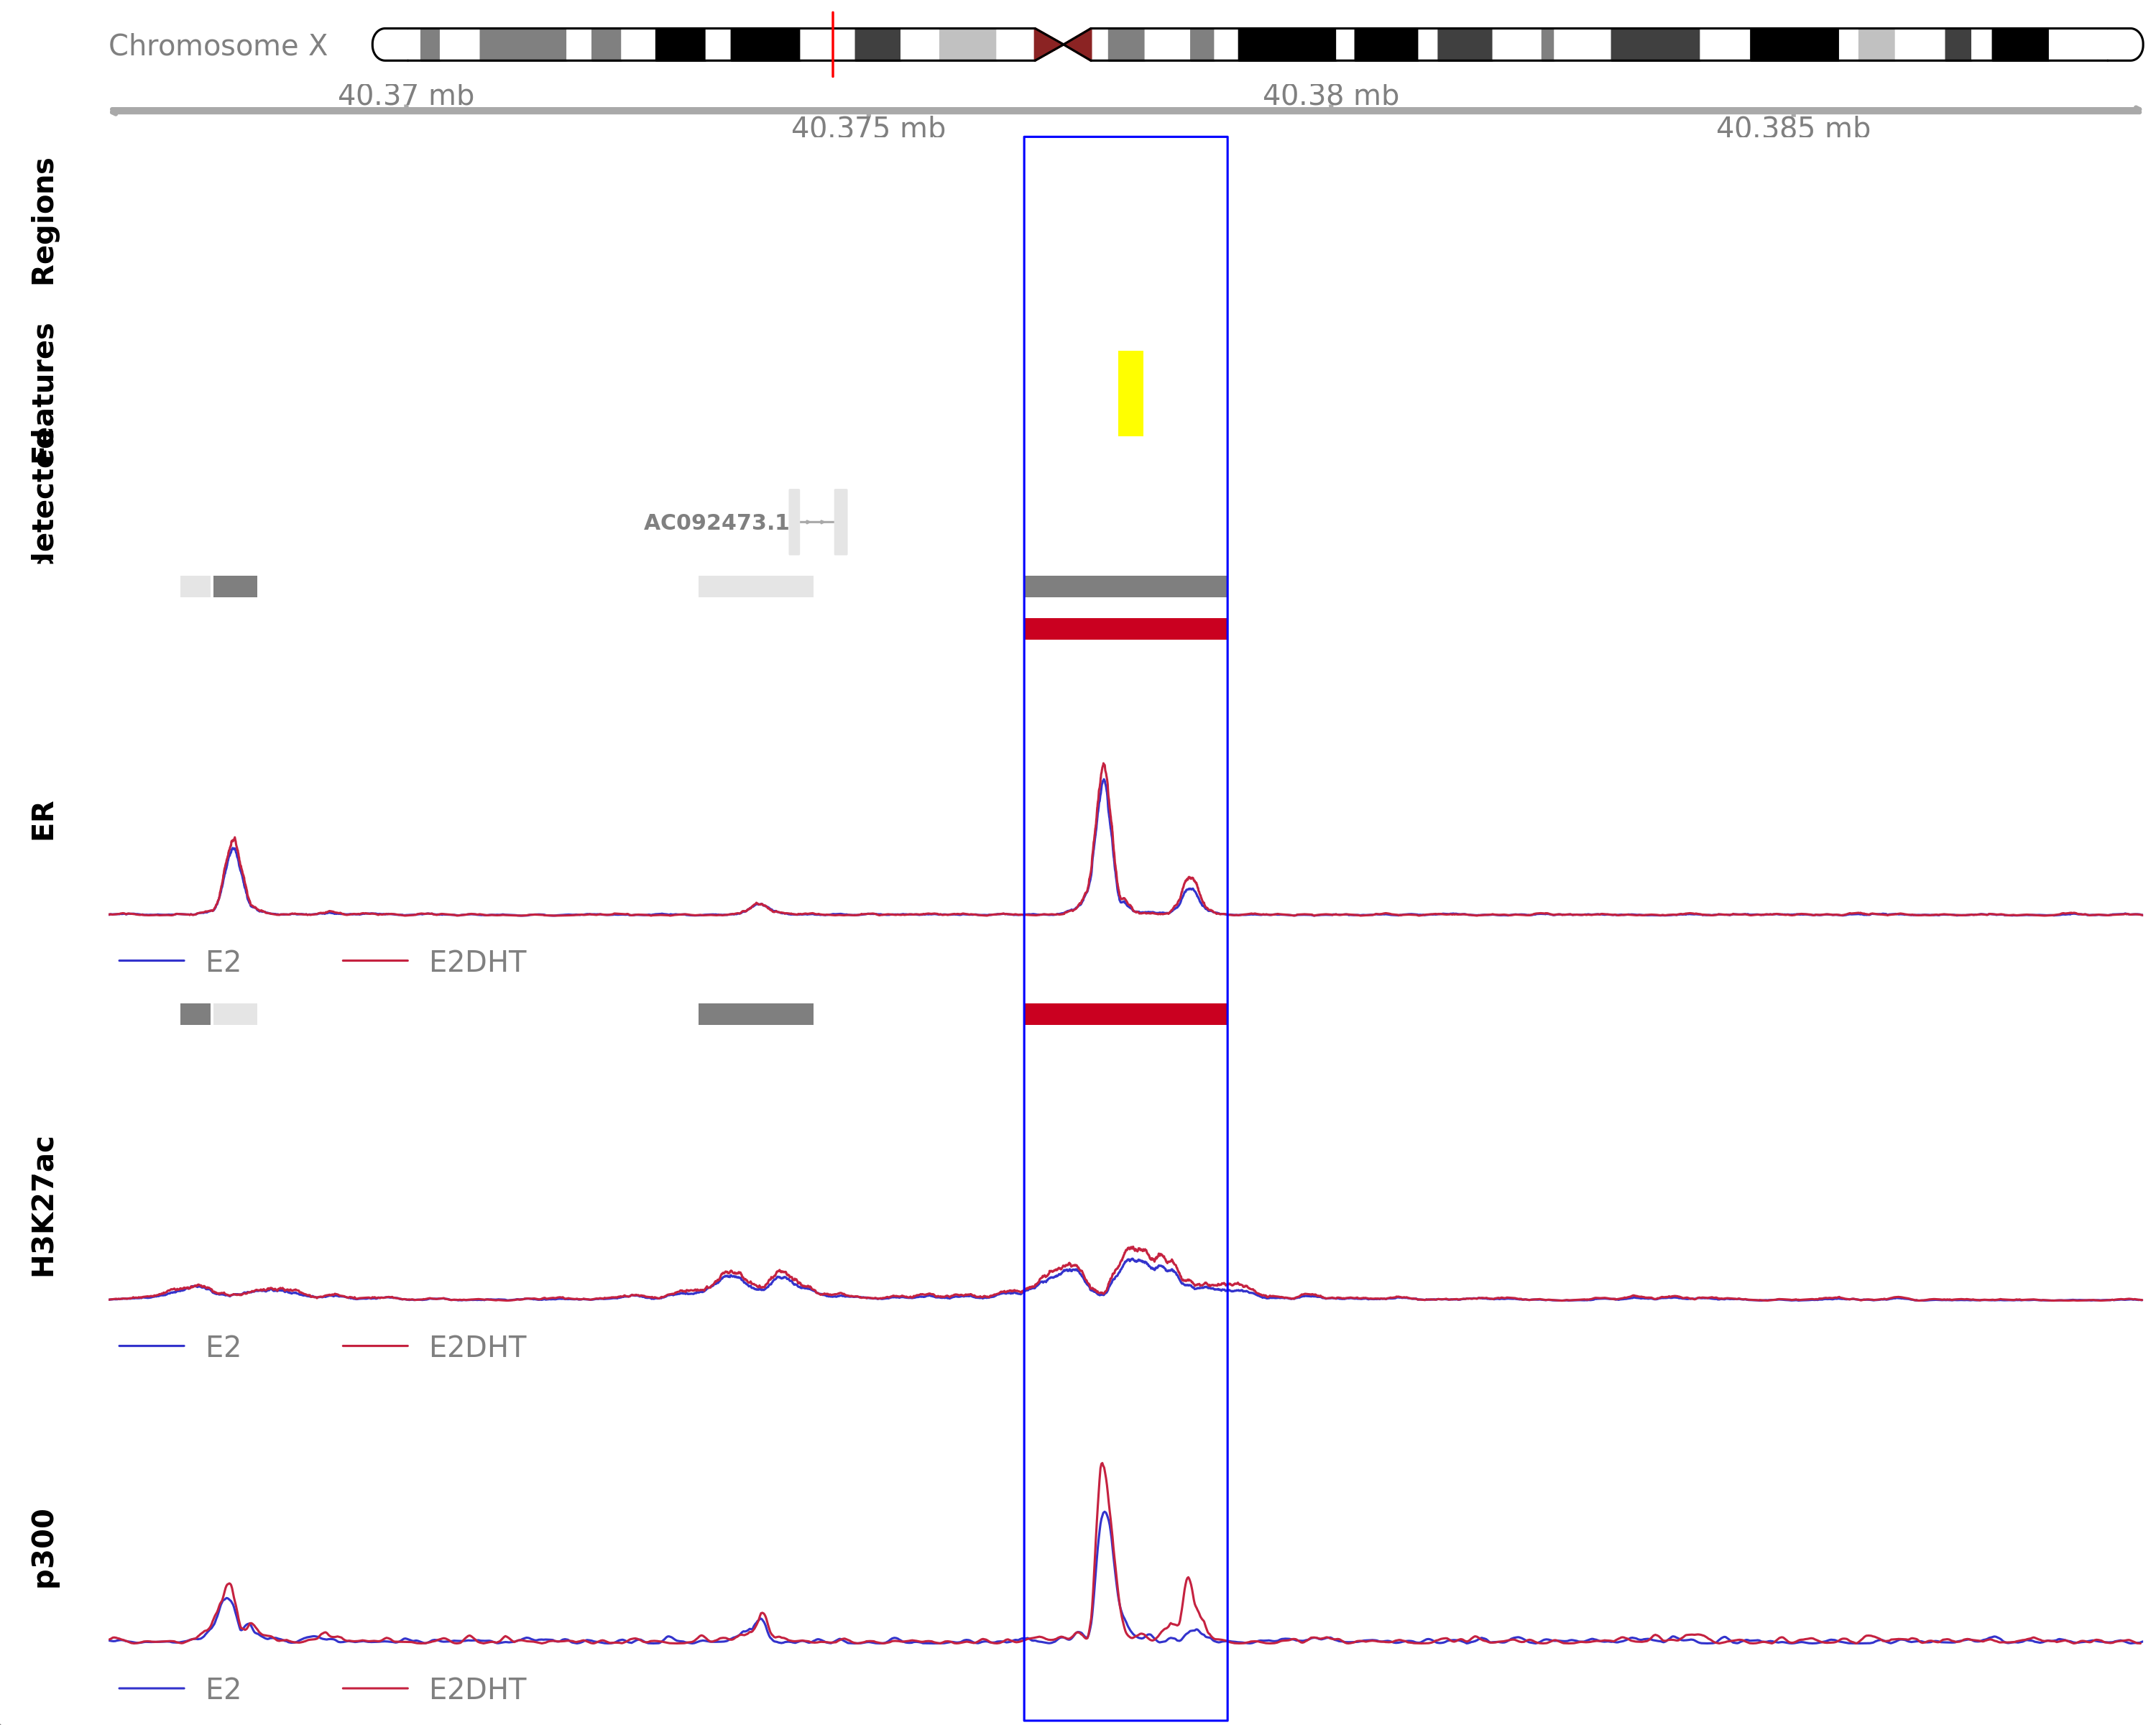 Chromosome X
40.37 mb
40.38 mb
40.375 mb
40.385 mb
Regions
Features
AC092473.1
ER
E2
E2DHT
H3K27ac
E2
E2DHT
p300
E2
E2DHT